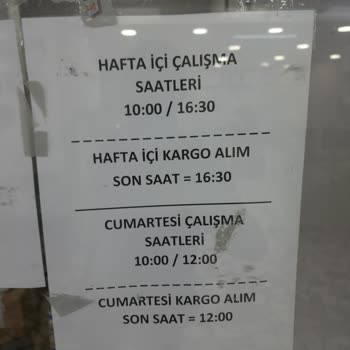 HAFTA İÇİ ÇALIŞMA
SAATLERİ
10:00 / 16:30
HAFTA İÇİ KARGO ALIM
SON SAAT = 16:30
CUMARTESİ ÇALIŞMA
SAATLERİ
10:00 / 12:00
CUMARTESİ KARGO ALIM
SON SAAT = 12:00